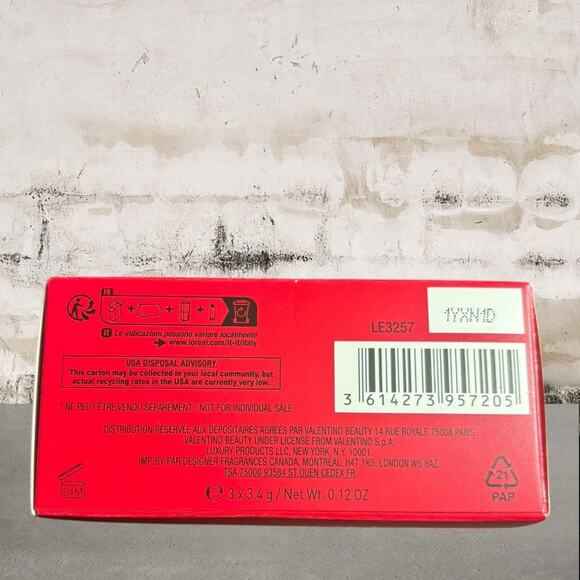 FR
IT Le indicazioni possono variare localmente
www.loreal.com/it-it/italy
USA DISPOSAL ADVISORY:
This carton may be collected in your local community, but
actual recycling rates in the USA are currently very low.
LE3257
1YXN1D
3 614273 957205
* NE PEUT ÊTRE VENDU SEPAREMENT / NOT FOR INDIVIDUAL SALE
DISTRIBUTION RÉSERVÉE AUX DÉPOSITAIRES AGRÉÉS PAR VALENTINO BEAUTY 14 RUE ROYALE 75008 PARIS
VALENTINO BEAUTY UNDER LICENSE FROM VALENTINO S.p.A.
LUXURY PRODUCTS LLC, NEW YORK, N.Y. 10001.
IMP. BY/PAR DESIGNER FRAGRANCES CANADA, MONTREAL, H4T 1K5. LONDON W6 8AZ.
TSA 75000 93584 ST OUEN CEDEX FR
24M
℮ 3 x 3.4 g / Net Wt. 0.12 OZ.
21
PAP